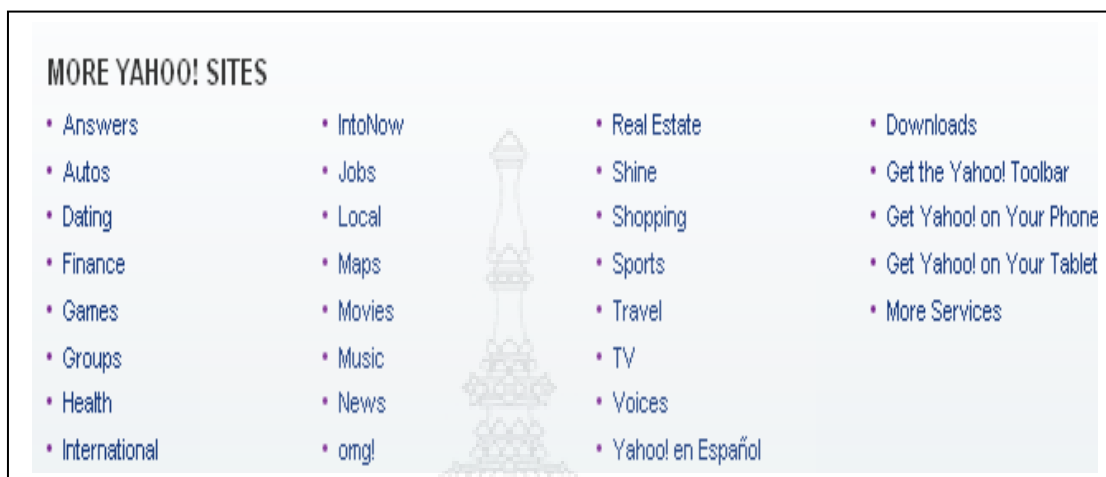 MORE YAHOO! SITES
• Answers
• Autos
• Dating
• Finance
• Games
• Groups
• Health
• International
• IntoNow
• Jobs
• Local
• Maps
• Movies
• Music
• News
• omg!
• Real Estate
• Shine
• Shopping
• Sports
• Travel
• TV
• Voices
• Yahoo! en Español
• Downloads
• Get the Yahoo! Toolbar
• Get Yahoo! on Your Phone
• Get Yahoo! on Your Tablet
• More Services